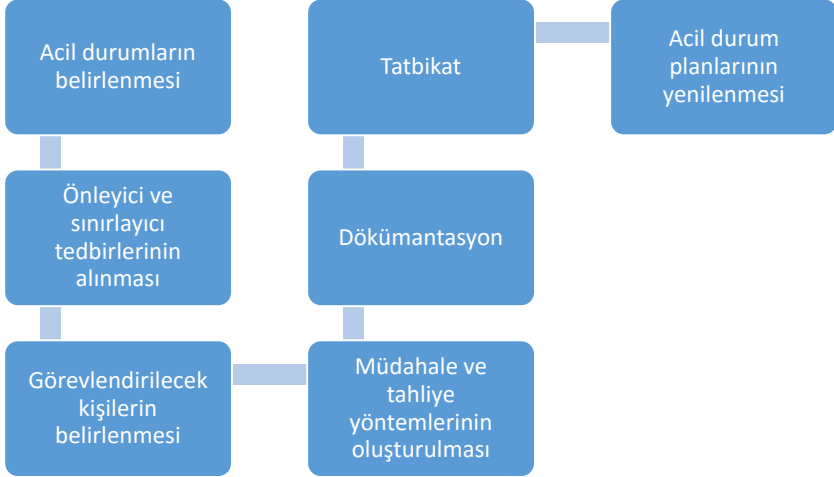 Acil durumların
belirlenmesi
Önleyici ve
sınırlayıcı
tedbirlerinin
alınması
Görevlendirilecek
kişilerin
belirlenmesi
Müdahale ve
tahliye
yöntemlerinin
oluşturulması
Dökümantasyon
Tatbikat
Acil durum
planlarının
yenilenmesi